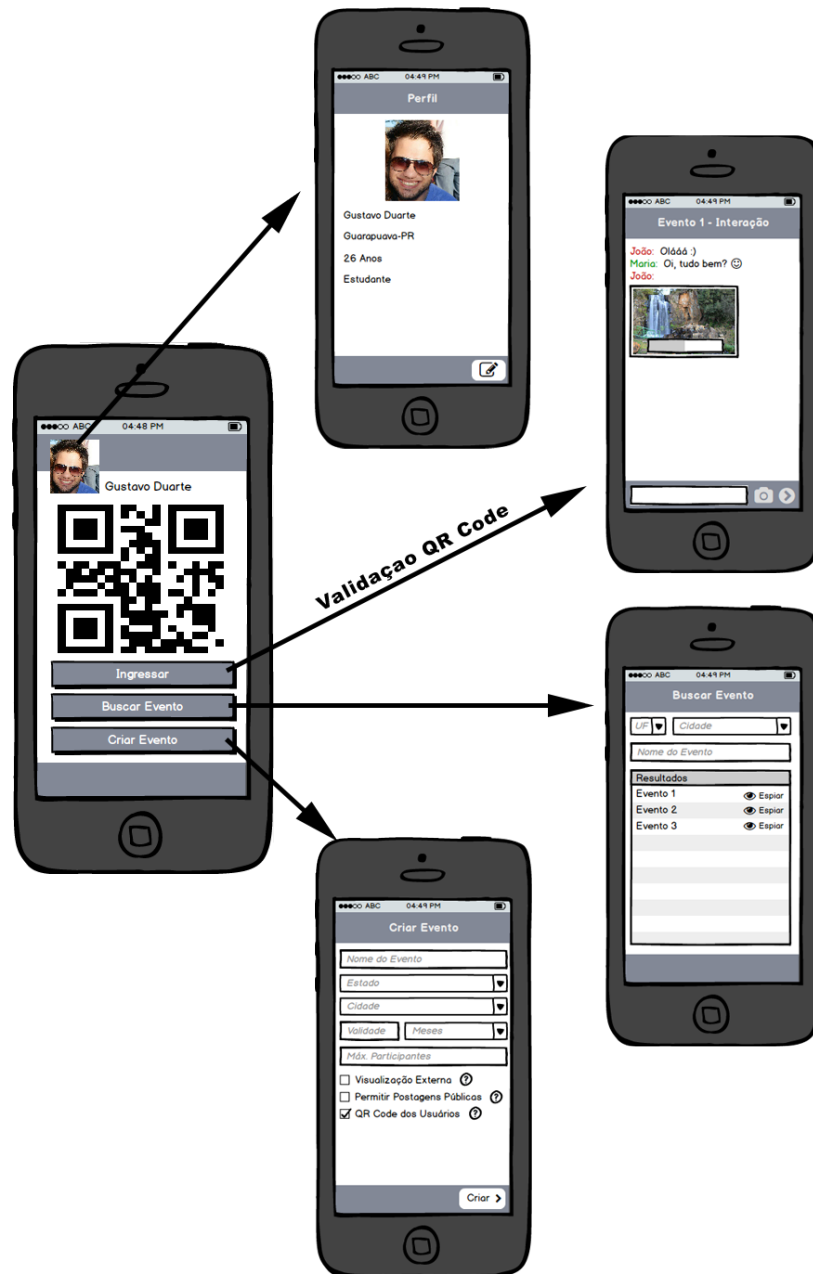 ABC 04:49 PM
Perfil
Gustavo Duarte
Guarapuava-PR
26 Anos
Estudante
ABC 04:49 PM
Evento 1 - Interação
João: Olááá :)
Maria: Oi, tudo bem? ☺
João:
ABC 04:48 PM
Gustavo Duarte
Ingressar
Buscar Evento
Criar Evento
Validaçao QR Code
ABC 04:49 PM
Buscar Evento
UF Cidade
Nome do Evento
Resultados
Evento 1 Espiar
Evento 2 Espiar
Evento 3 Espiar
ABC 04:49 PM
Criar Evento
Nome do Evento
Estado
Cidade
Validade Meses
Máx. Participantes
Visualização Externa ?
Permitir Postagens Públicas ?
QR Code dos Usuários ?
Criar